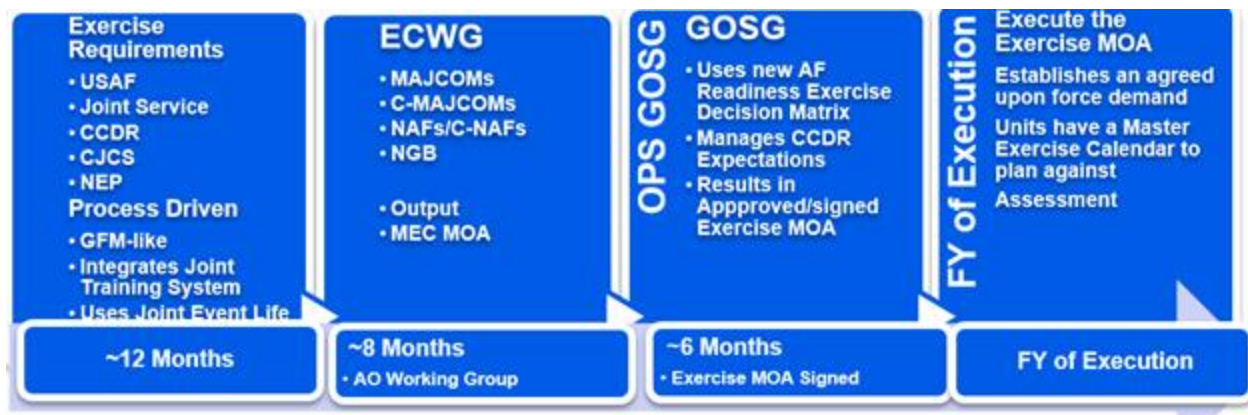 Exercise
Requirements
• USAF
• Joint Service
• CCDR
• CJCS
• NEP
Process Driven
• GFM-like
• Integrates Joint
Training System
• Uses Joint Event Life
~12 Months
ECWG
• MAJCOMs
• C-MAJCOMs
• NAFs/C-NAFs
• NGB
• Output
• MEC MOA
~8 Months
• AO Working Group
OPS GOSG
GOSG
• Uses new AF
Readiness Exercise
Decision Matrix
• Manages CCDR
Expectations
• Results in
Appproved/signed
Exercise MOA
~6 Months
• Exercise MOA Signed
FY of Execution
Execute the
Exercise MOA
Establishes an agreed
upon force demand
Units have a Master
Exercise Calendar to
plan against
Assessment
FY of Execution